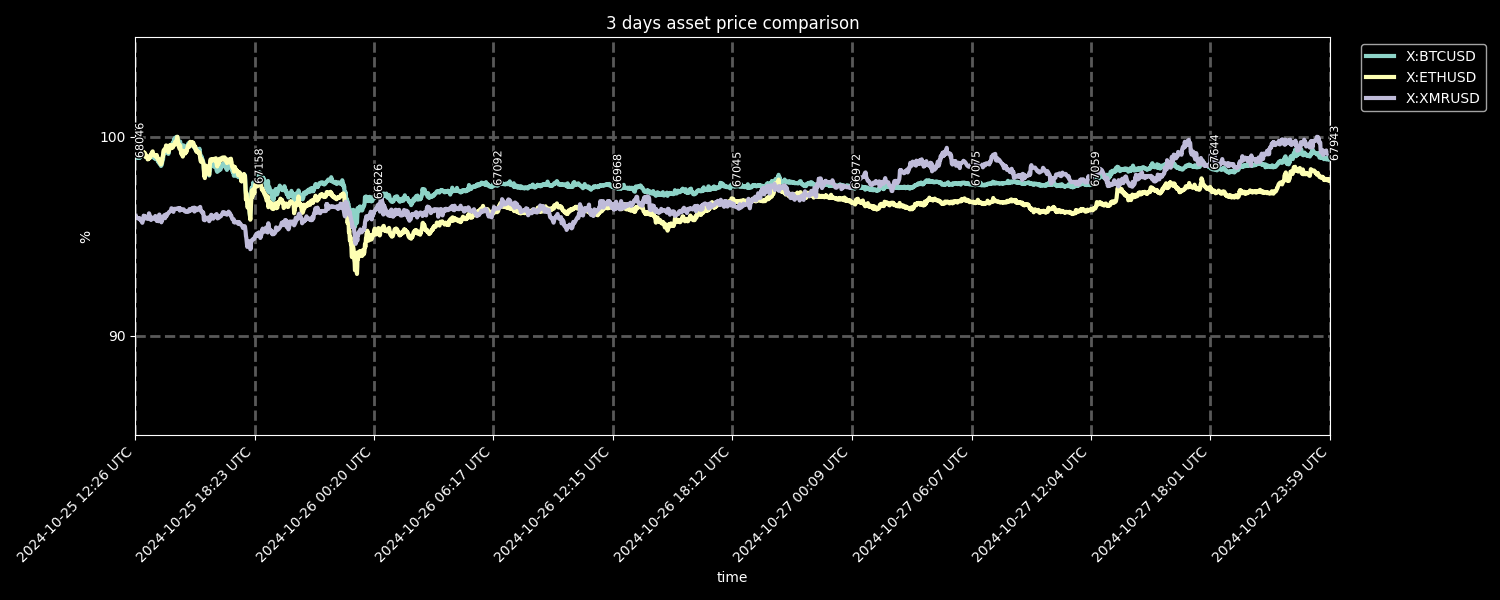 3 days asset price comparison
X:BTCUSD
X:ETHUSD
X:XMRUSD
100
90
%
68046
67158
66626
67092
66968
67045
66972
67075
67059
67644
67943
2024-10-25 12:26 UTC
2024-10-25 18:23 UTC
2024-10-26 00:20 UTC
2024-10-26 06:17 UTC
2024-10-26 12:15 UTC
2024-10-26 18:12 UTC
2024-10-27 00:09 UTC
2024-10-27 06:07 UTC
2024-10-27 12:04 UTC
2024-10-27 18:01 UTC
2024-10-27 23:59 UTC
time